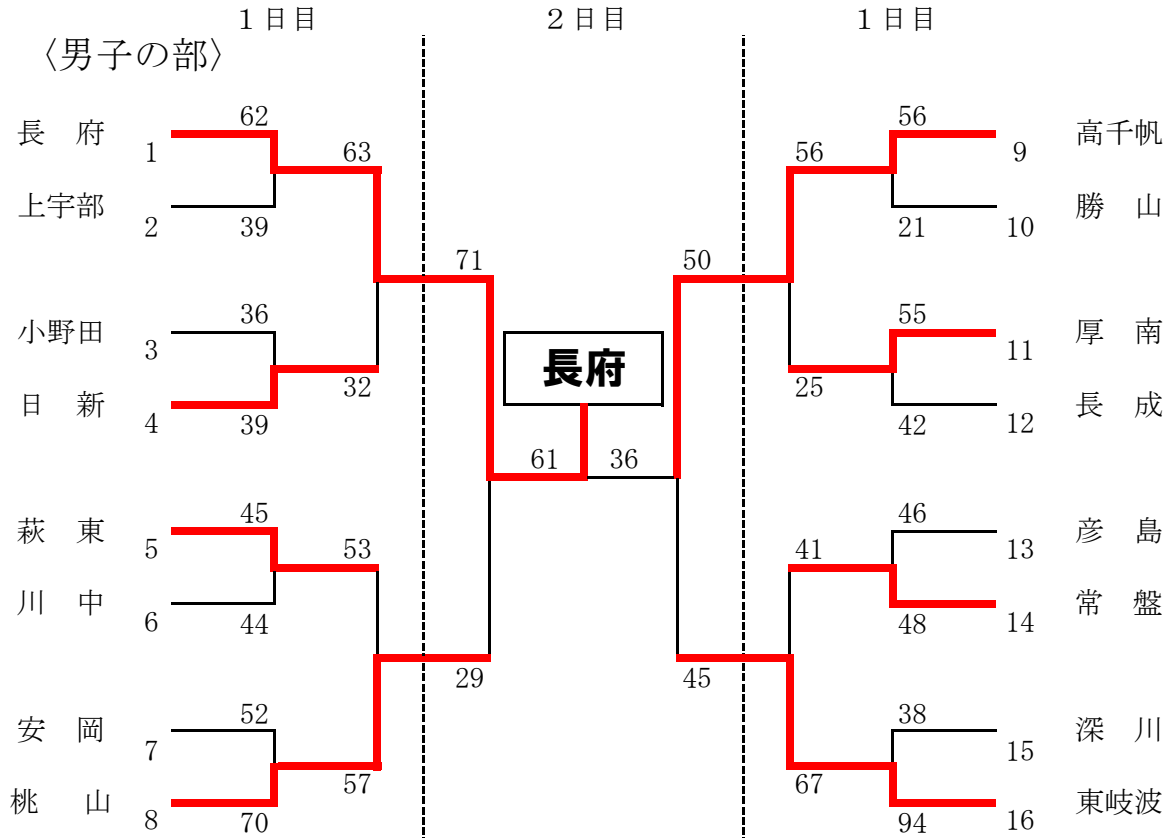 １日目 ２日目 １日目
〈男子の部〉
62 56
長 府 1 63 56 9 高千帆
上宇部 2 39 21 10 勝 山
71 50
小野田 3 36 55 11 厚 南
長府
日 新 4 39 32 25 42 12 長 成
61 36
萩 東 5 45 53 41 46 13 彦 島
川 中 6 44 48 14 常 盤
29 45
安 岡 7 52 38 15 深 川
57 67
桃 山 8 70 94 16 東岐波